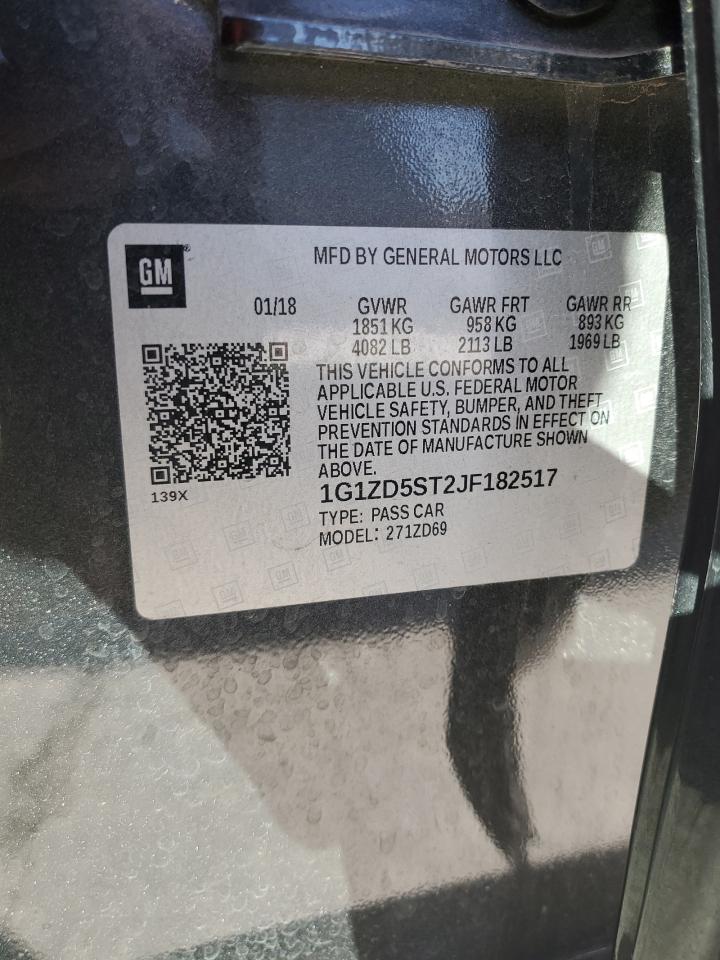 GM®
MFD BY GENERAL MOTORS LLC
01/18 GVWR GAWR FRT GAWR RR
1851 KG 958 KG 893 KG
4082 LB 2113 LB 1969 LB
THIS VEHICLE CONFORMS TO ALL
APPLICABLE U.S. FEDERAL MOTOR
VEHICLE SAFETY, BUMPER, AND THEFT
PREVENTION STANDARDS IN EFFECT ON
THE DATE OF MANUFACTURE SHOWN
ABOVE.
139X
1G1ZD5ST2JF182517
TYPE: PASS CAR
MODEL: 271ZD69